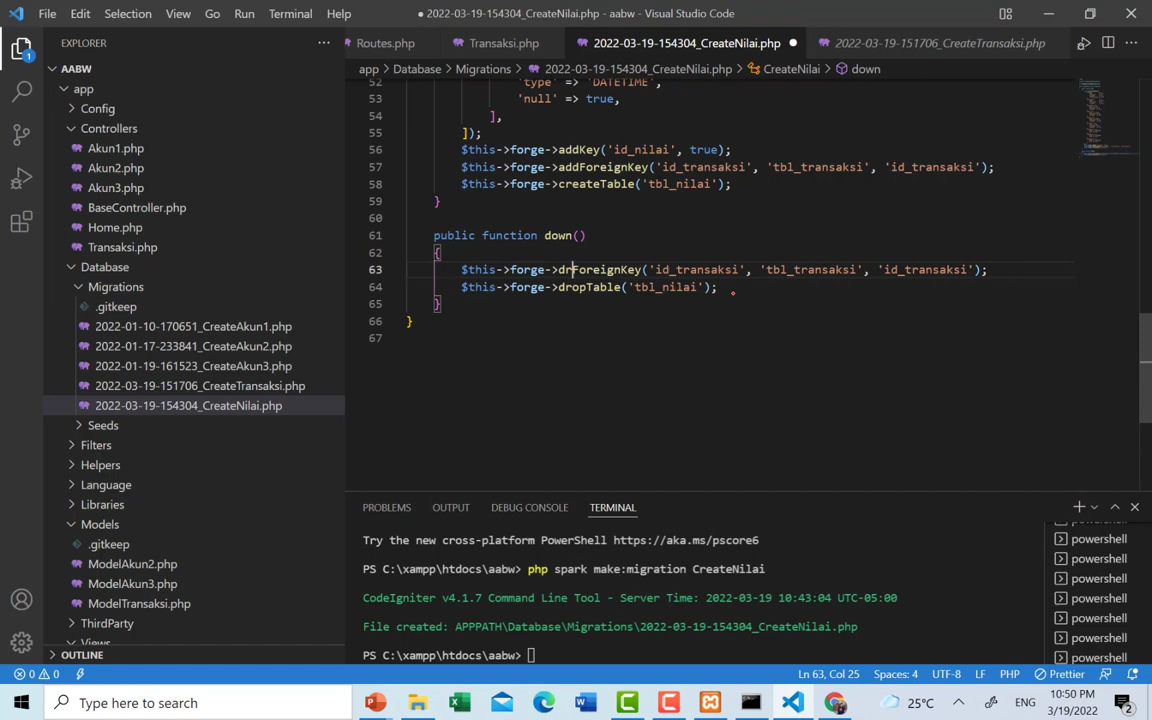 File Edit Selection View Go Run Terminal Help
● 2022-03-19-154304_CreateNilai.php - aabw - Visual Studio Code
EXPLORER
AABW
app
Config
Controllers
Akun1.php
Akun2.php
Akun3.php
BaseController.php
Home.php
Transaksi.php
Database
Migrations
.gitkeep
2022-01-10-170651_CreateAkun1.php
2022-01-17-233841_CreateAkun2.php
2022-01-19-161523_CreateAkun3.php
2022-03-19-151706_CreateTransaksi.php
2022-03-19-154304_CreateNilai.php
Seeds
Filters
Helpers
Language
Libraries
Models
.gitkeep
ModelAkun2.php
ModelAkun3.php
ModelTransaksi.php
ThirdParty
Views
OUTLINE
Routes.php Transaksi.php 2022-03-19-154304_CreateNilai.php ● 2022-03-19-151706_CreateTransaksi.php
app > Database > Migrations > 2022-03-19-154304_CreateNilai.php > CreateNilai > down
52 'type' => 'DATETIME',
53 'null' => true,
54 ],
55 ]);
56 $this->forge->addKey('id_nilai', true);
57 $this->forge->addForeignKey('id_transaksi', 'tbl_transaksi', 'id_transaksi');
58 $this->forge->createTable('tbl_nilai');
59 }
60
61 public function down()
62 {
63 $this->forge->drForeignKey('id_transaksi', 'tbl_transaksi', 'id_transaksi');
64 $this->forge->dropTable('tbl_nilai');
65 }
66 }
67
PROBLEMS OUTPUT DEBUG CONSOLE TERMINAL
Try the new cross-platform PowerShell https://aka.ms/pscore6
PS C:\xampp\htdocs\aabw> php spark make:migration CreateNilai
CodeIgniter v4.1.7 Command Line Tool - Server Time: 2022-03-19 10:43:04 UTC-05:00
File created: APPPATH\Database\Migrations\2022-03-19-154304_CreateNilai.php
PS C:\xampp\htdocs\aabw>
powershell
powershell
powershell
powershell
powershell
powershell
powershell
0 0 Ln 63, Col 25 Spaces: 4 UTF-8 LF PHP Prettier
Type here to search
25°C ENG 10:50 PM
3/19/2022
1
2